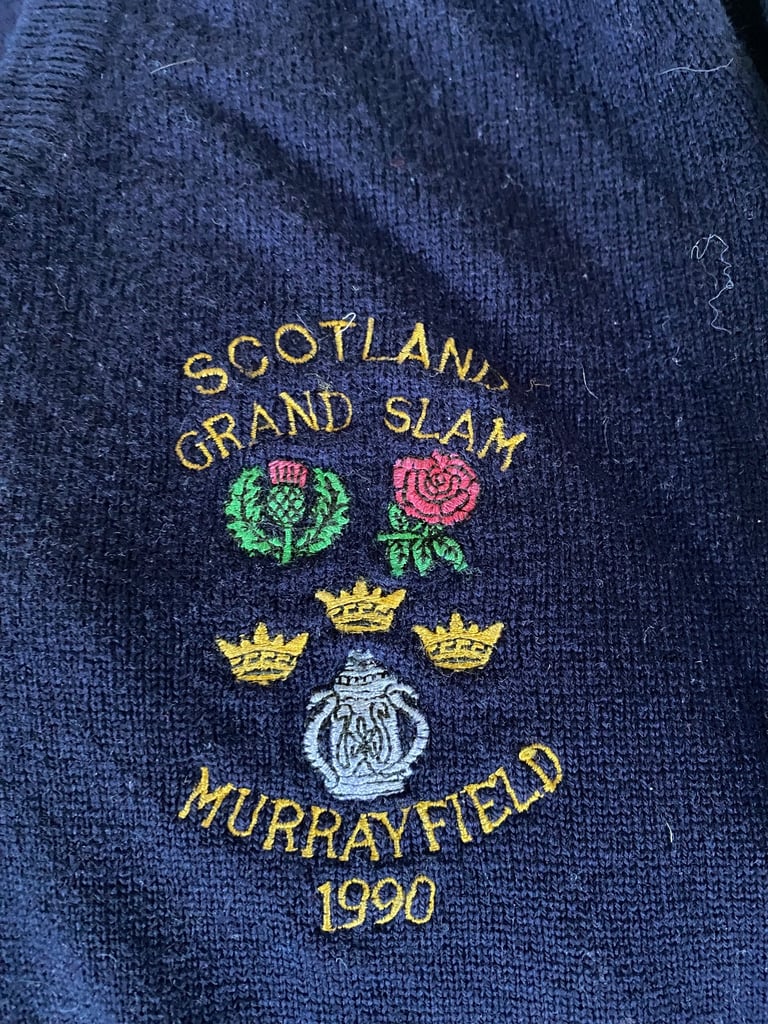 SCOTLAND
GRAND SLAM
MURRAYFIELD
1990